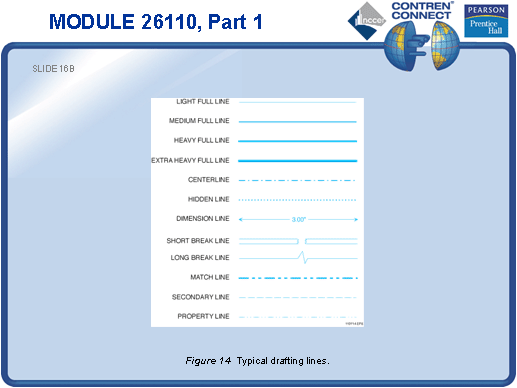 MODULE 26110, Part 1
nccer
CONTREN®
CONNECT
PEARSON
Prentice
Hall
SLIDE 16B
LIGHT FULL LINE
MEDIUM FULL LINE
HEAVY FULL LINE
EXTRA HEAVY FULL LINE
CENTERLINE
HIDDEN LINE
DIMENSION LINE
3'-00"
SHORT BREAK LINE
LONG BREAK LINE
MATCH LINE
SECONDARY LINE
PROPERTY LINE
Figure 14 Typical drafting lines.